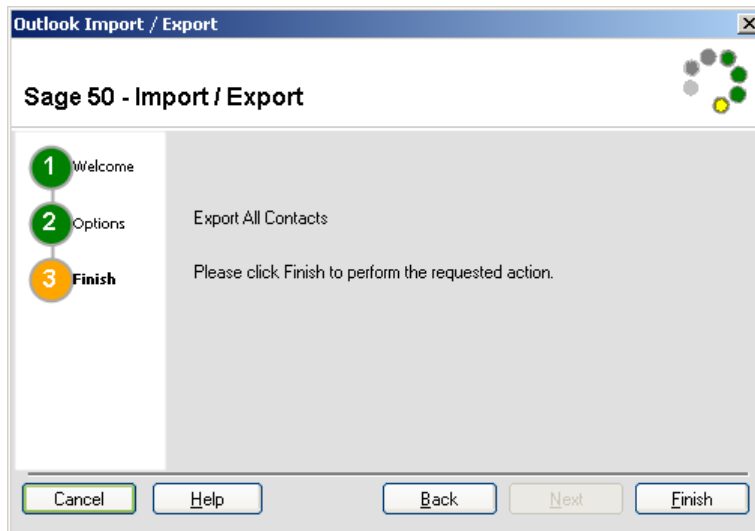 Outlook Import / Export
Sage 50 - Import / Export
1 Welcome
2 Options
3 Finish
Export All Contacts
Please click Finish to perform the requested action.
Cancel Help Back Next Finish